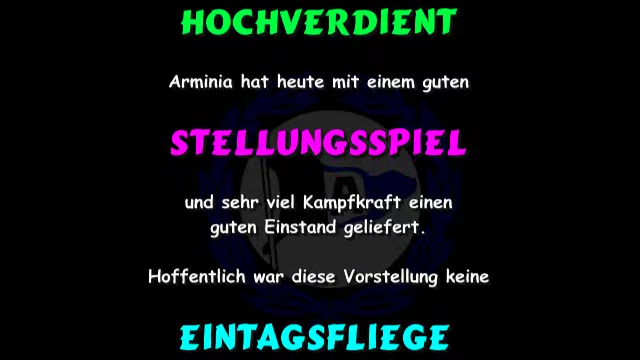 HOCHVERDIENT
Arminia hat heute mit einem guten
STELLUNGSSPIEL
und sehr viel Kampfkraft einen
guten Einstand geliefert.
Hoffentlich war diese Vorstellung keine
EINTAGSFLIEGE
A